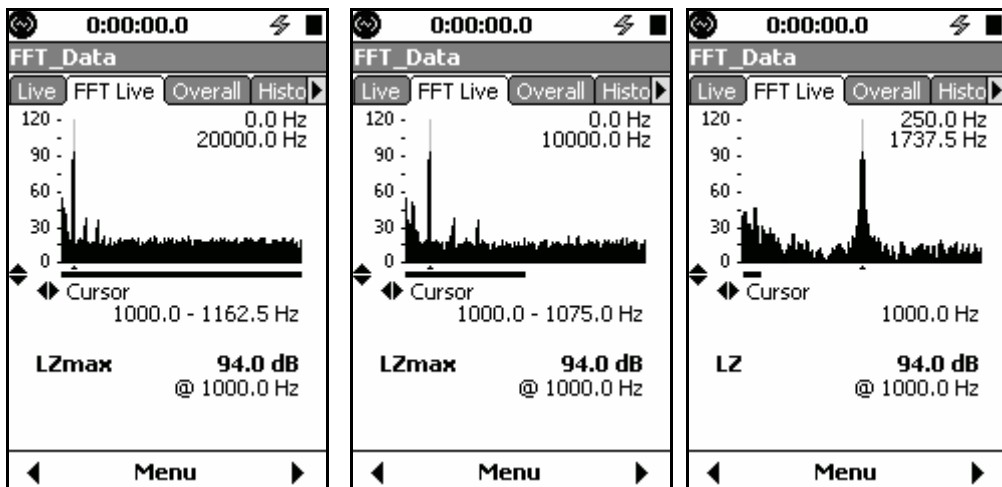 0:00:00.0
FFT_Data
Live FFT Live Overall Histo
120 -
0.0 Hz
20000.0 Hz
90 -
60 -
30 -
0 -
Cursor
1000.0 - 1162.5 Hz
LZmax 94.0 dB
@ 1000.0 Hz
Menu
0:00:00.0
FFT_Data
Live FFT Live Overall Histo
120 -
0.0 Hz
10000.0 Hz
90 -
60 -
30 -
0 -
Cursor
1000.0 - 1075.0 Hz
LZmax 94.0 dB
@ 1000.0 Hz
Menu
0:00:00.0
FFT_Data
Live FFT Live Overall Histo
120 -
250.0 Hz
1737.5 Hz
90 -
60 -
30 -
0 -
Cursor
1000.0 Hz
LZ 94.0 dB
@ 1000.0 Hz
Menu